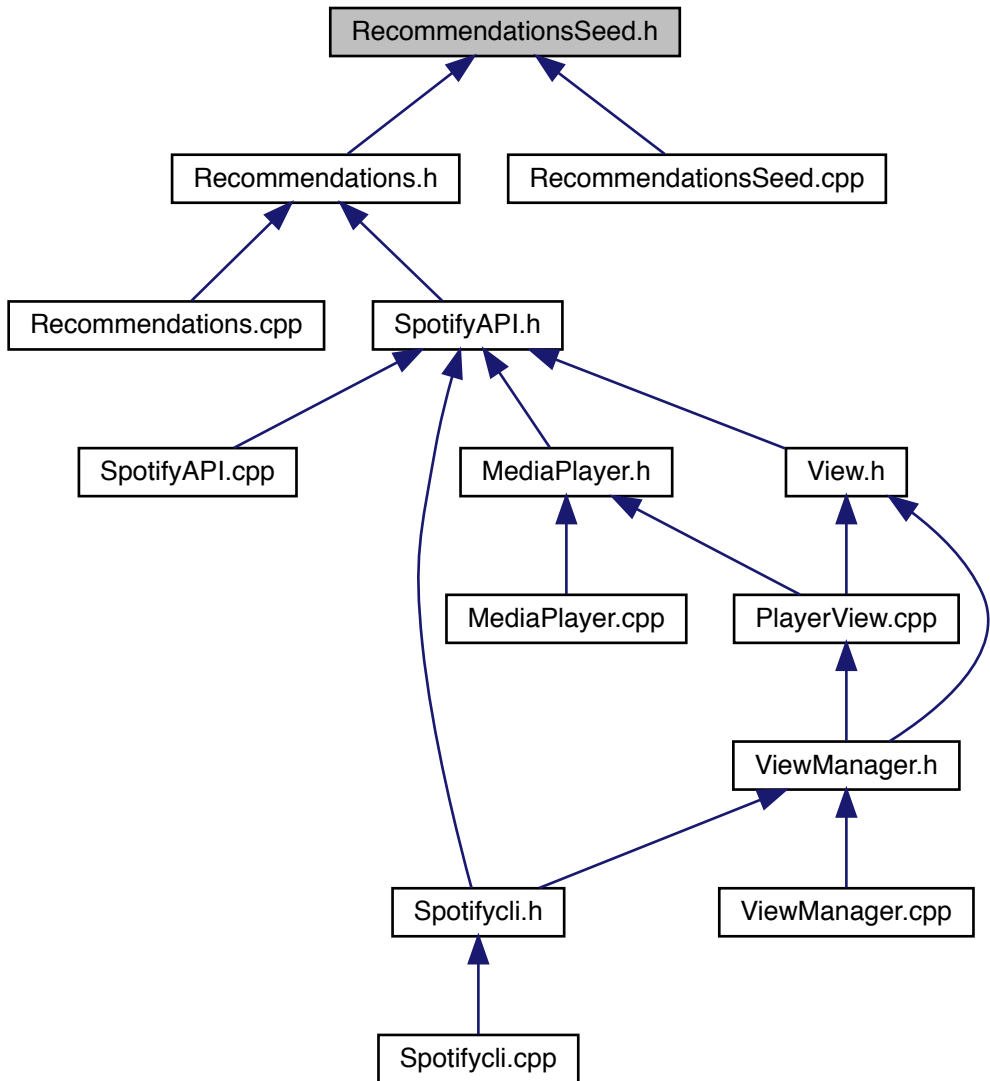 RecommendationsSeed.h
Recommendations.h
RecommendationsSeed.cpp
Recommendations.cpp
SpotifyAPI.h
SpotifyAPI.cpp
MediaPlayer.h
View.h
MediaPlayer.cpp
PlayerView.cpp
ViewManager.h
Spotifycli.h
ViewManager.cpp
Spotifycli.cpp